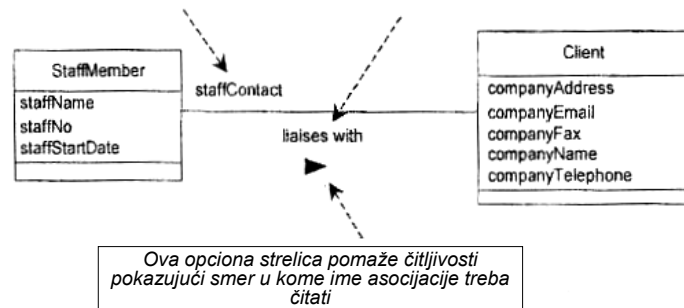 StaffMember
staffName
staffNo
staffStartDate
staffContact
liaises with
Client
companyAddress
companyEmail
companyFax
companyName
companyTelephone
Ova opciona strelica pomaže čitljivosti
pokazujući smer u kome ime asocijacije treba
čitati